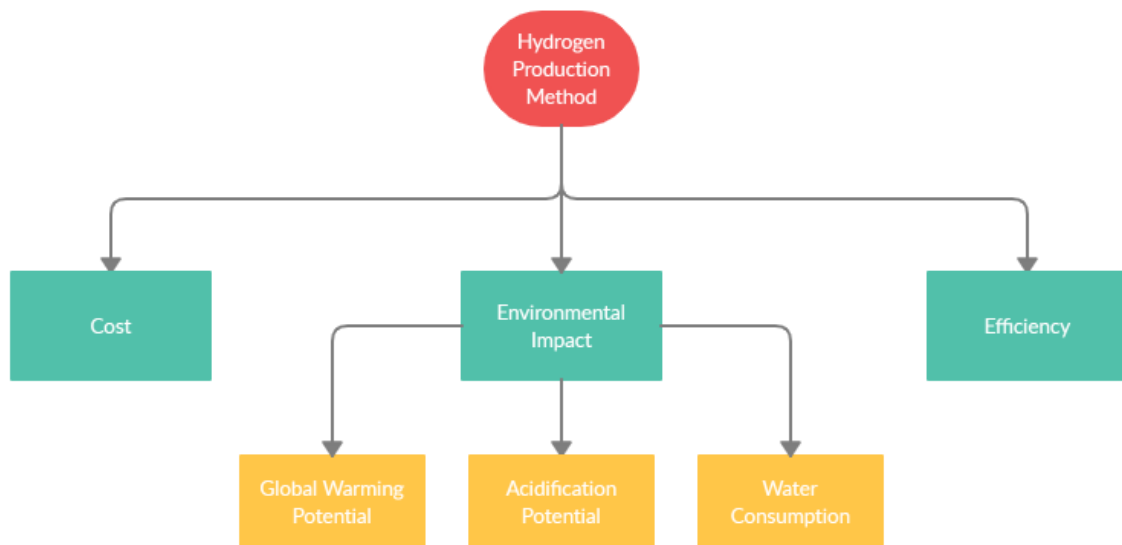 Hydrogen
Production
Method
Cost
Environmental
Impact
Efficiency
Global Warming
Potential
Acidification
Potential
Water
Consumption